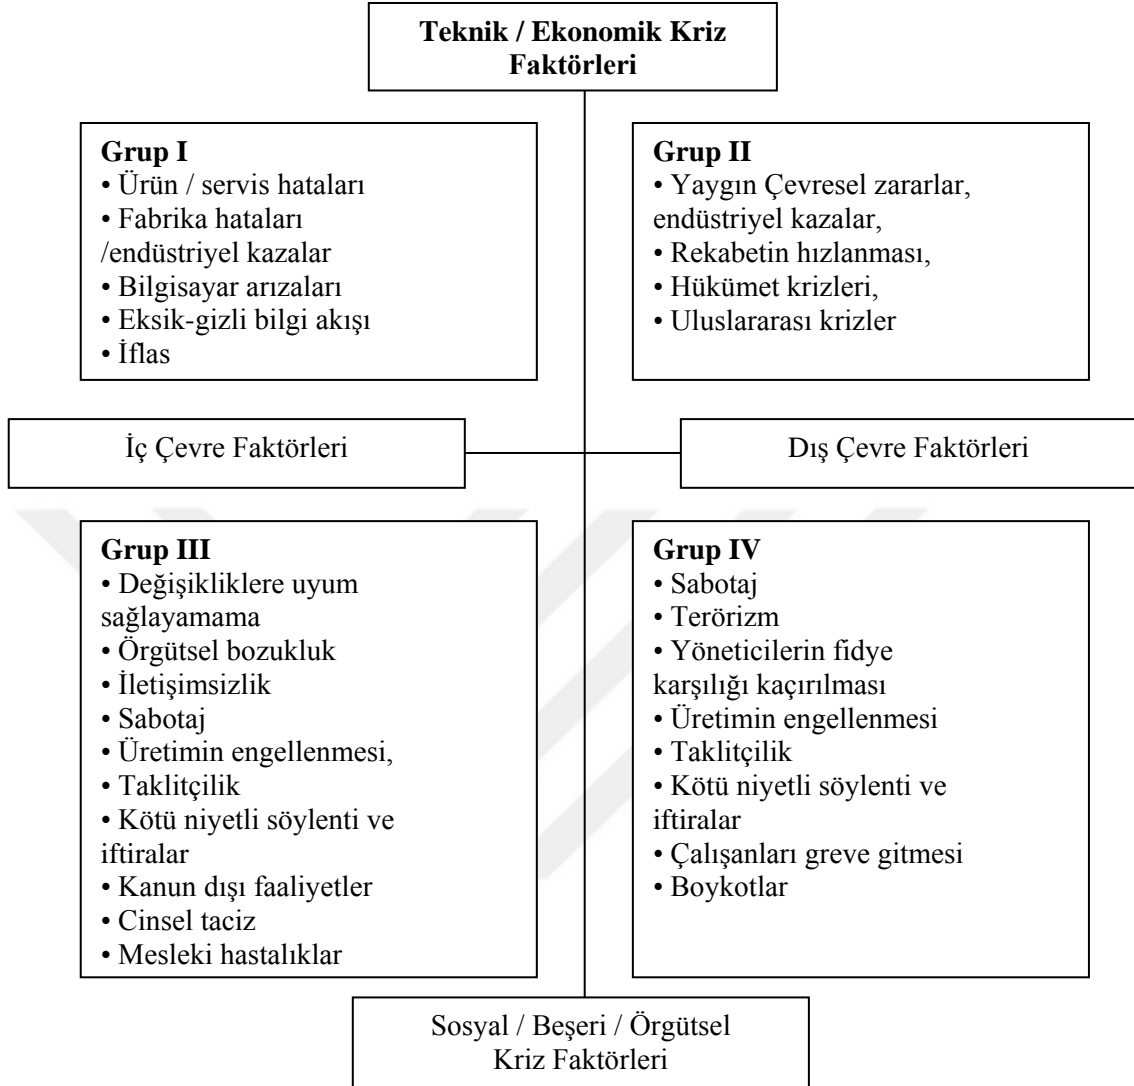 Teknik / Ekonomik Kriz
Faktörleri
Grup I
• Ürün / servis hataları
• Fabrika hataları
/endüstriyel kazalar
• Bilgisayar arızaları
• Eksik-gizli bilgi akışı
• İflas
Grup II
• Yaygın Çevresel zararlar,
endüstriyel kazalar,
• Rekabetin hızlanması,
• Hükümet krizleri,
• Uluslararası krizler
İç Çevre Faktörleri
Dış Çevre Faktörleri
Grup III
• Değişikliklere uyum
sağlayamama
• Örgütsel bozukluk
• İletişimsizlik
• Sabotaj
• Üretimin engellenmesi,
• Taklitçilik
• Kötü niyetli söylenti ve
iftiralar
• Kanun dışı faaliyetler
• Cinsel taciz
• Mesleki hastalıklar
Grup IV
• Sabotaj
• Terörizm
• Yöneticilerin fidye
karşılığı kaçırılması
• Üretimin engellenmesi
• Taklitçilik
• Kötü niyetli söylenti ve
iftiralar
• Çalışanları greve gitmesi
• Boykotlar
Sosyal / Beşeri / Örgütsel
Kriz Faktörleri